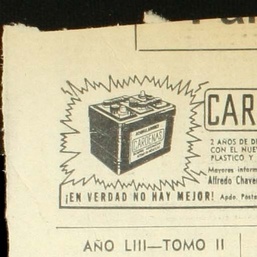 CAR
CARDENAS
2 AÑOS DE D
CON EL NUE
PLASTICO Y
Mayores inform
Alfredo Chave
¡EN VERDAD NO HAY MEJOR! Apdo. Posta
AÑO LIII—TOMO II